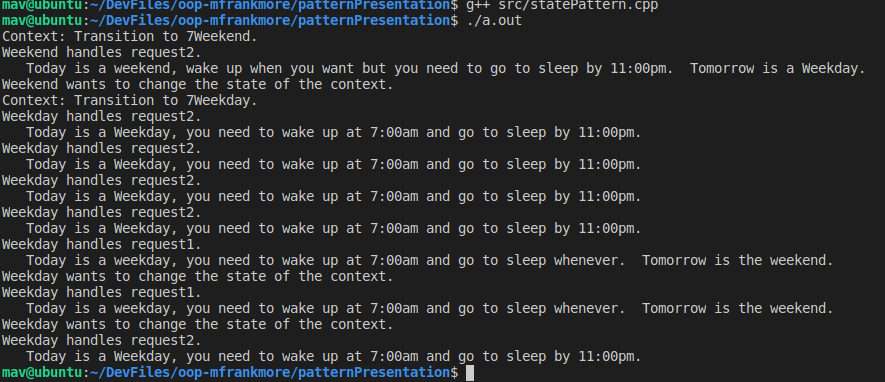 mav@ubuntu:~/DevFiles/oop-mfrankmore/patternPresentation$ g++ src/statePattern.cpp
mav@ubuntu:~/DevFiles/oop-mfrankmore/patternPresentation$ ./a.out
Context: Transition to 7Weekend.
Weekend handles request2.
   Today is a weekend, wake up when you want but you need to go to sleep by 11:00pm.  Tomorrow is a Weekday.
Weekend wants to change the state of the context.
Context: Transition to 7Weekday.
Weekday handles request2.
   Today is a Weekday, you need to wake up at 7:00am and go to sleep by 11:00pm.
Weekday handles request2.
   Today is a Weekday, you need to wake up at 7:00am and go to sleep by 11:00pm.
Weekday handles request2.
   Today is a Weekday, you need to wake up at 7:00am and go to sleep by 11:00pm.
Weekday handles request2.
   Today is a Weekday, you need to wake up at 7:00am and go to sleep by 11:00pm.
Weekday handles request1.
   Today is a weekday, you need to wake up at 7:00am and go to sleep whenever.  Tomorrow is the weekend.
Weekday wants to change the state of the context.
Weekday handles request1.
   Today is a weekday, you need to wake up at 7:00am and go to sleep whenever.  Tomorrow is the weekend.
Weekday wants to change the state of the context.
Weekday handles request2.
   Today is a Weekday, you need to wake up at 7:00am and go to sleep by 11:00pm.
mav@ubuntu:~/DevFiles/oop-mfrankmore/patternPresentation$